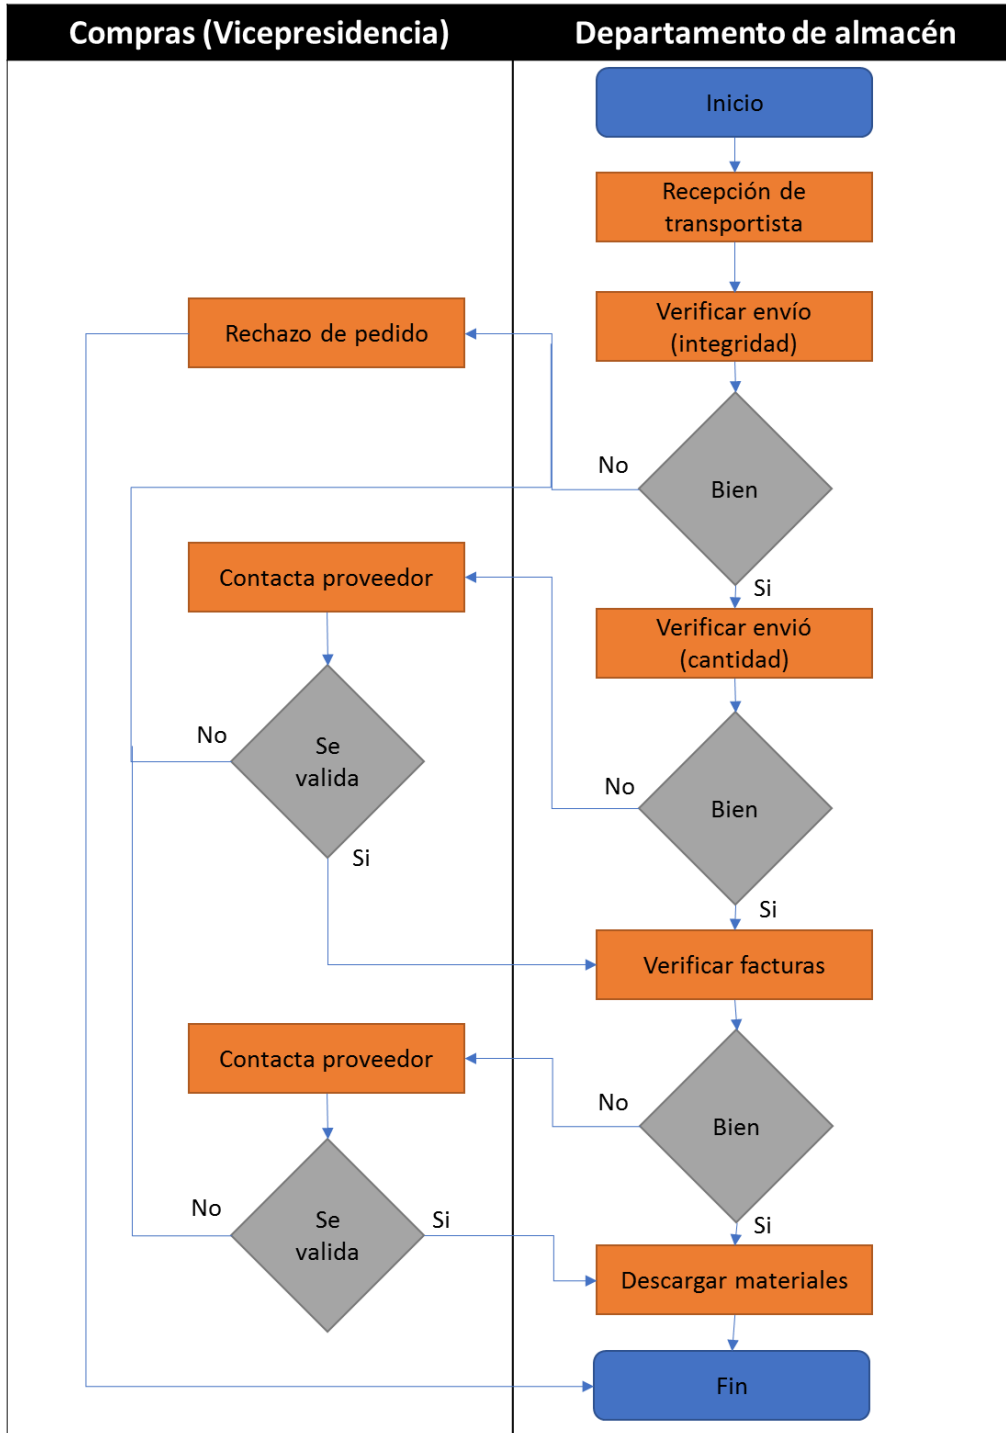 Compras (Vicepresidencia)
Departamento de almacén
Inicio
Recepción de
transportista
Verificar envío
(integridad)
Rechazo de pedido
No
Bien
Si
Contacta proveedor
Verificar envió
(cantidad)
No
Se
valida
Si
No
Bien
Si
Verificar facturas
Contacta proveedor
No
Bien
Si
No
Se
valida
Si
Descargar materiales
Fin